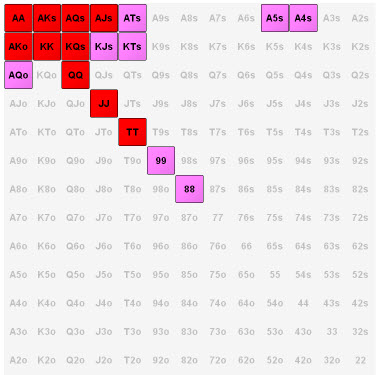 AA AKs AQs AJs ATs A9s A8s A7s A6s A5s A4s A3s A2s
AKo KK KQs KJs KTs K9s K8s K7s K6s K5s K4s K3s K2s
AQo KQo QQ QJs QTs Q9s Q8s Q7s Q6s Q5s Q4s Q3s Q2s
AJo KJo QJo JJ JTs J9s J8s J7s J6s J5s J4s J3s J2s
ATo KTo QTo JTo TT T9s T8s T7s T6s T5s T4s T3s T2s
A9o K9o Q9o J9o T9o 99 98s 97s 96s 95s 94s 93s 92s
A8o K8o Q8o J8o T8o 98o 88 87s 86s 85s 84s 83s 82s
A7o K7o Q7o J7o T7o 97o 87o 77 76s 75s 74s 73s 72s
A6o K6o Q6o J6o T6o 96o 86o 76o 66 65s 64s 63s 62s
A5o K5o Q5o J5o T5o 95o 85o 75o 65o 55 54s 53s 52s
A4o K4o Q4o J4o T4o 94o 84o 74o 64o 54o 44 43s 42s
A3o K3o Q3o J3o T3o 93o 83o 73o 63o 53o 43o 33 32s
A2o K2o Q2o J2o T2o 92o 82o 72o 62o 52o 42o 32o 22